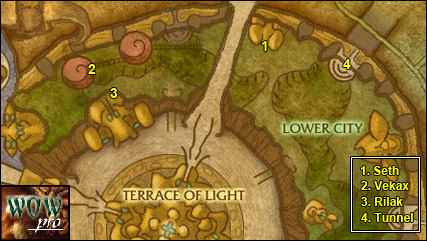 1
4
2
3
LOWER CITY
TERRACE OF LIGHT
1. Seth
2. Vekax
3. Rilak
4. Tunnel
WOW
pro